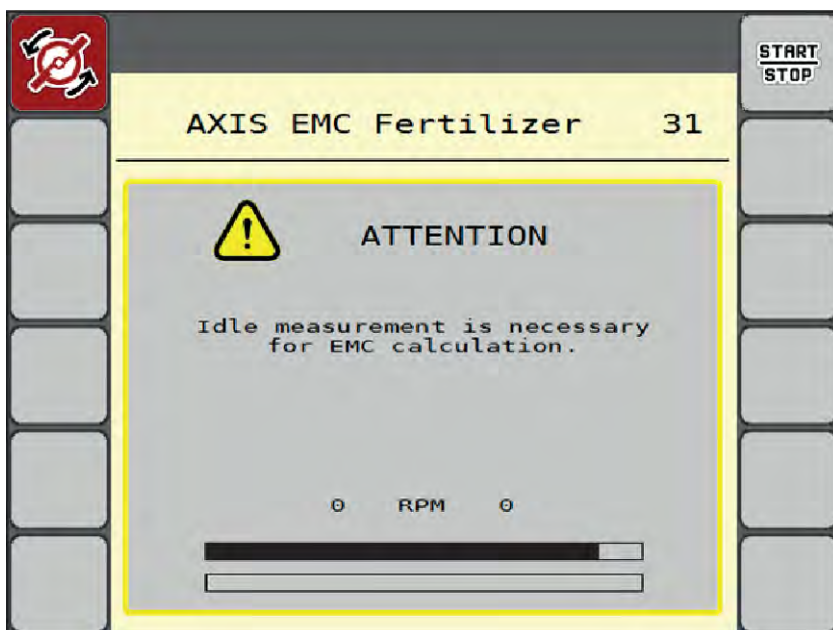 START
STOP
AXIS EMC Fertilizer 31
ATTENTION
Idle measurement is necessary
for EMC calculation.
0 RPM 0